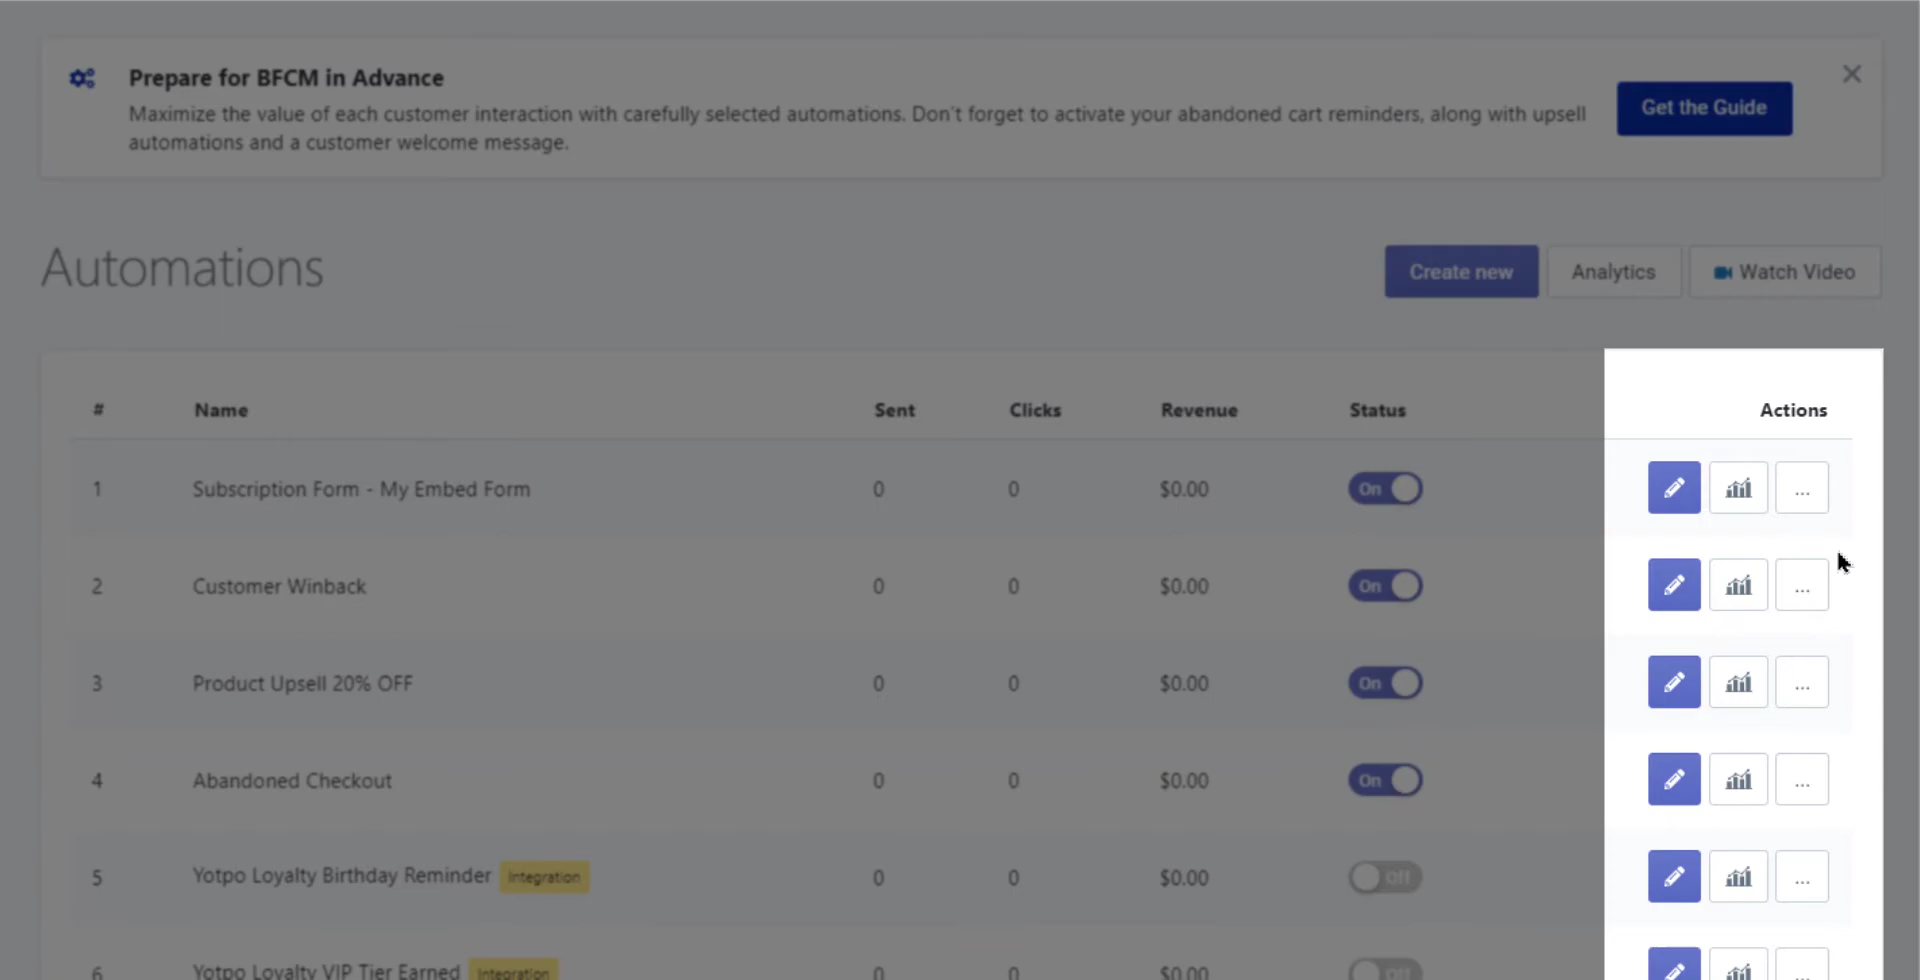 Prepare for BFCM in Advance
Maximize the value of each customer interaction with carefully selected automations. Don't forget to activate your abandoned cart reminders, along with upsell
automations and a customer welcome message.
Get the Guide
Automations
Create new
Analytics
Watch Video
# Name Sent Clicks Revenue Status Actions
1 Subscription Form - My Embed Form 0 0 $0.00 On ...
2 Customer Winback 0 0 $0.00 On ...
3 Product Upsell 20% OFF 0 0 $0.00 On ...
4 Abandoned Checkout 0 0 $0.00 On ...
5 Yotpo Loyalty Birthday Reminder Integration 0 0 $0.00 Off ...
6 Yotpo Loyalty VIP Tier Earned Integration 0 0 $0.00 Off ...